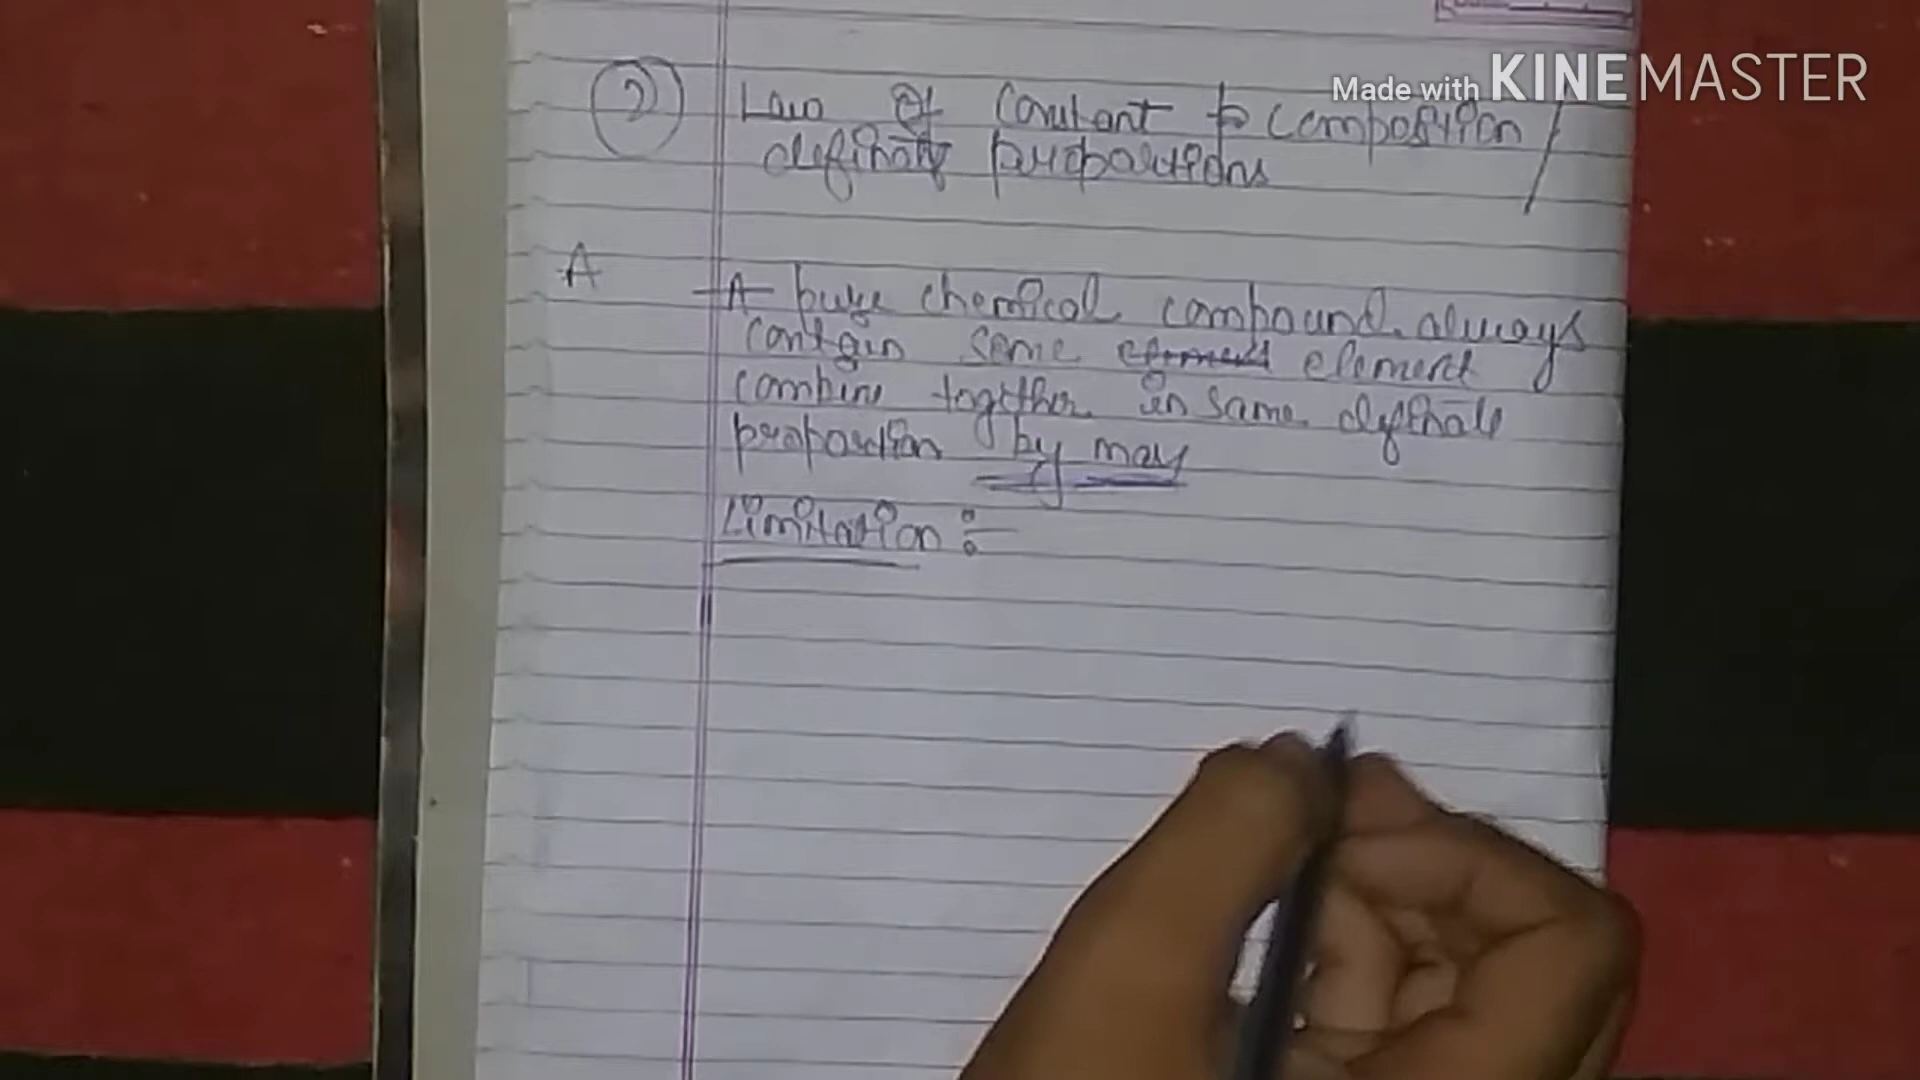 Made with KINEMASTER
2 Law of Constant Composition /
definite proportions
A
A pure chemical compound always
contain same element
combine together in same definate
proportion by mass
Limitation :-